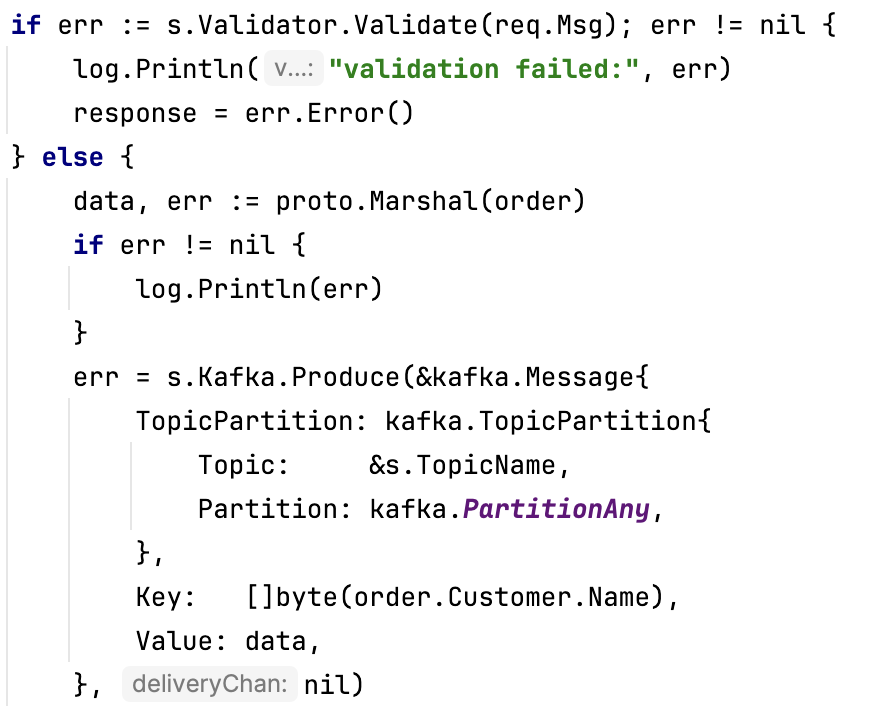 if err := s.Validator.Validate(req.Msg); err != nil {
    log.Println( v...: "validation failed:", err)
    response = err.Error()
} else {
    data, err := proto.Marshal(order)
    if err != nil {
        log.Println(err)
    }
    err = s.Kafka.Produce(&kafka.Message{
        TopicPartition: kafka.TopicPartition{
            Topic:     &s.TopicName,
            Partition: kafka.PartitionAny,
        },
        Key:   []byte(order.Customer.Name),
        Value: data,
    }, deliveryChan: nil)